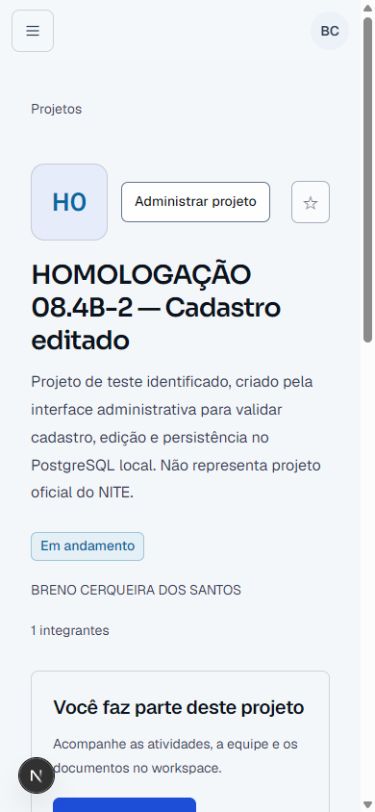 BC
Projetos
H0
Administrar projeto
HOMOLOGAÇÃO
08.4B-2 — Cadastro
editado
Projeto de teste identificado, criado pela
interface administrativa para validar
cadastro, edição e persistência no
PostgreSQL local. Não representa projeto
oficial do NITE.
Em andamento
BRENO CERQUEIRA DOS SANTOS
1 integrantes
Você faz parte deste projeto
Acompanhe as atividades, a equipe e os
documentos no workspace.
N